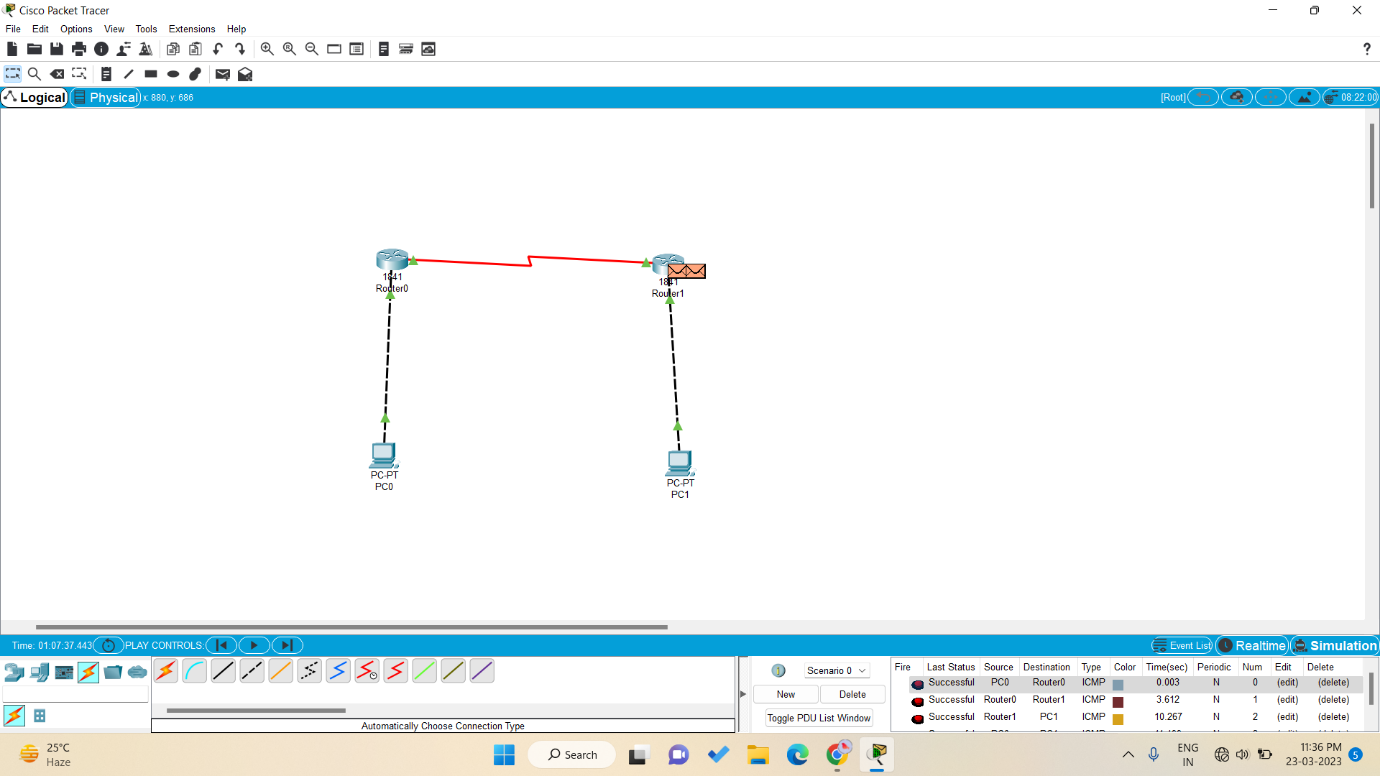 Cisco Packet Tracer
File Edit Options View Tools Extensions Help
?
Logical Physical x: 880, y: 686 [Root] 08:22:00
1841
Router0
1841
Router1
PC-PT
PC0
PC-PT
PC1
Time: 01:07:37.443 PLAY CONTROLS: Event List Realtime Simulation
Scenario 0
New Delete
Toggle PDU List Window
Fire Last Status Source Destination Type Color Time(sec) Periodic Num Edit Delete
Successful PC0 Router0 ICMP 0.003 N 0 (edit) (delete)
Successful Router0 Router1 ICMP 3.612 N 1 (edit) (delete)
Successful Router1 PC1 ICMP 10.267 N 2 (edit) (delete)
Automatically Choose Connection Type
25°C
Haze
Search
ENG
IN
11:36 PM
23-03-2023
5